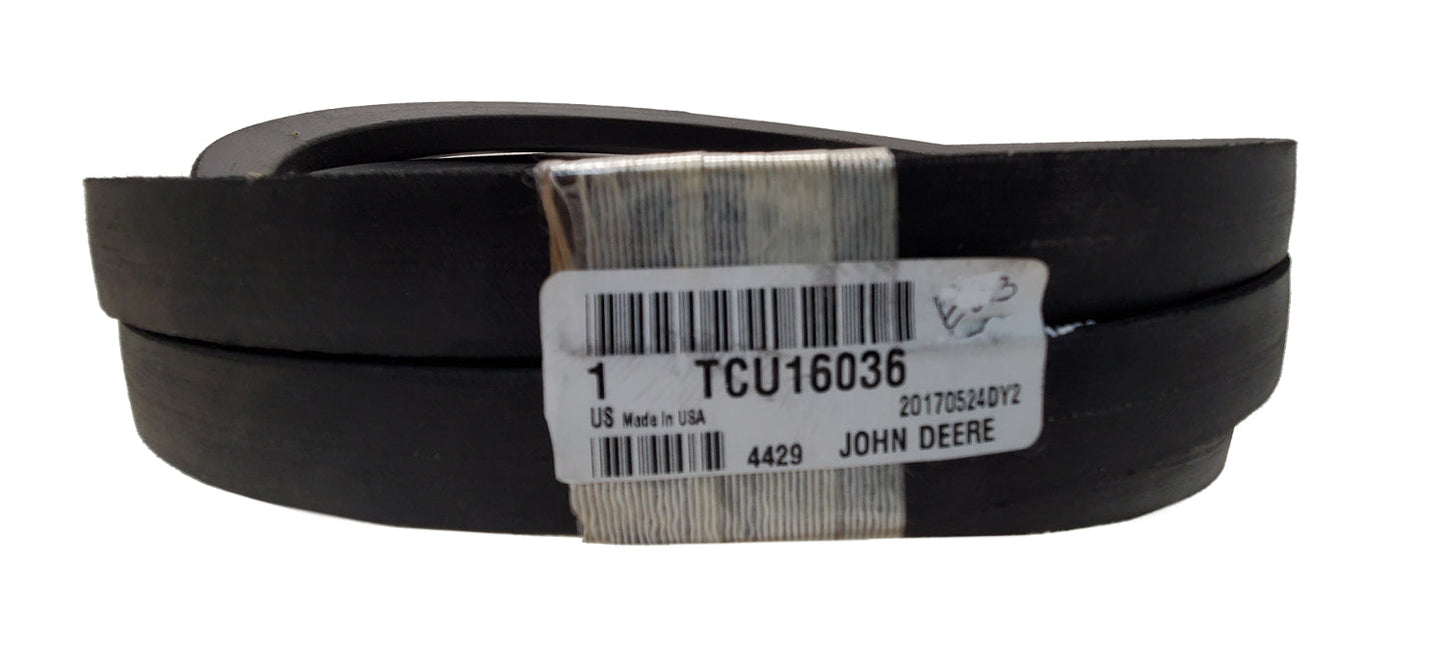 1 TCU16036
US Made In USA 20170524DY2
4429 JOHN DEERE